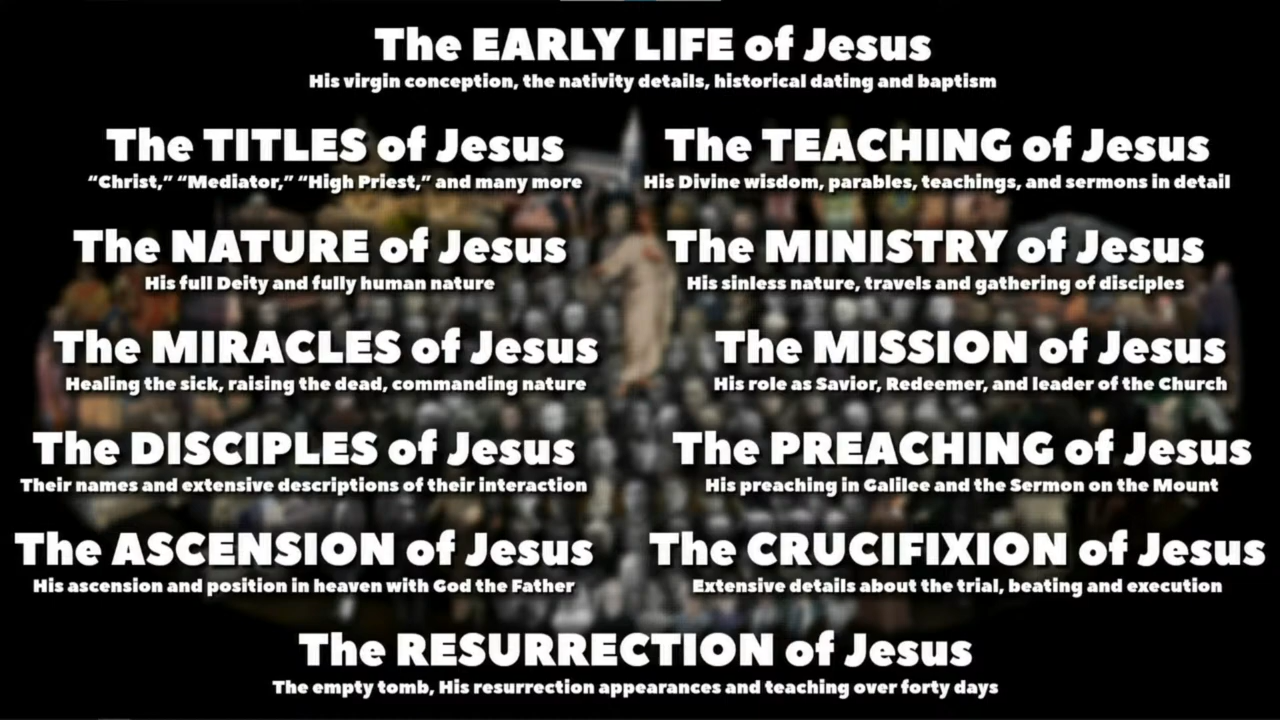 The EARLY LIFE of Jesus
His virgin conception, the nativity details, historical dating and baptism
The TITLES of Jesus
“Christ,” “Mediator,” “High Priest,” and many more
The TEACHING of Jesus
His Divine wisdom, parables, teachings, and sermons in detail
The NATURE of Jesus
His full Deity and fully human nature
The MINISTRY of Jesus
His sinless nature, travels and gathering of disciples
The MIRACLES of Jesus
Healing the sick, raising the dead, commanding nature
The MISSION of Jesus
His role as Savior, Redeemer, and leader of the Church
The DISCIPLES of Jesus
Their names and extensive descriptions of their interaction
The PREACHING of Jesus
His preaching in Galilee and the Sermon on the Mount
The ASCENSION of Jesus
His ascension and position in heaven with God the Father
The CRUCIFIXION of Jesus
Extensive details about the trial, beating and execution
The RESURRECTION of Jesus
The empty tomb, His resurrection appearances and teaching over forty days